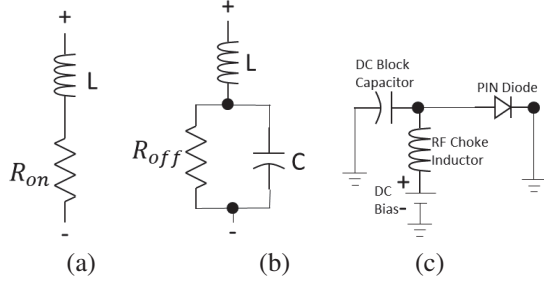 +
L
R_on
-
(a)
+
L
R_off
C
-
(b)
DC Block
Capacitor
PIN Diode
RF Choke
Inductor
+
DC
Bias-
(c)